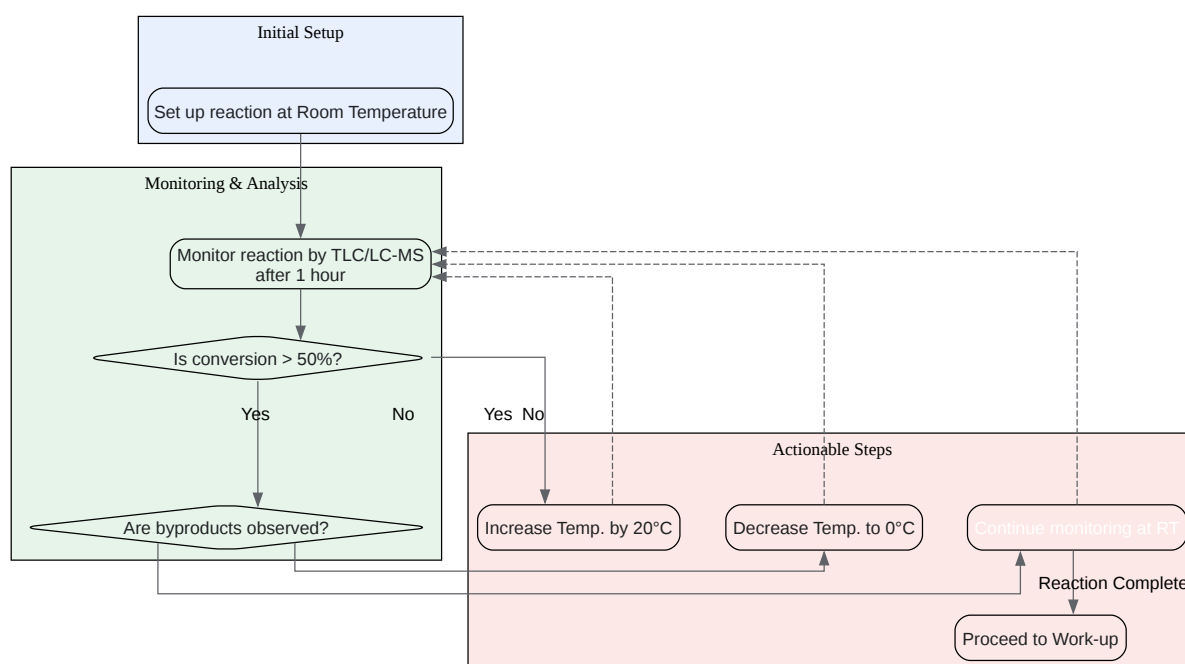 Initial Setup
Set up reaction at Room Temperature
Monitoring & Analysis
Monitor reaction by TLC/LC-MS
after 1 hour
Is conversion > 50%?
Yes
No
Yes
No
Actionable Steps
Are byproducts observed?
Increase Temp. by 20°C
Decrease Temp. to 0°C
Continue monitoring at RT
Reaction Complete
Proceed to Work-up